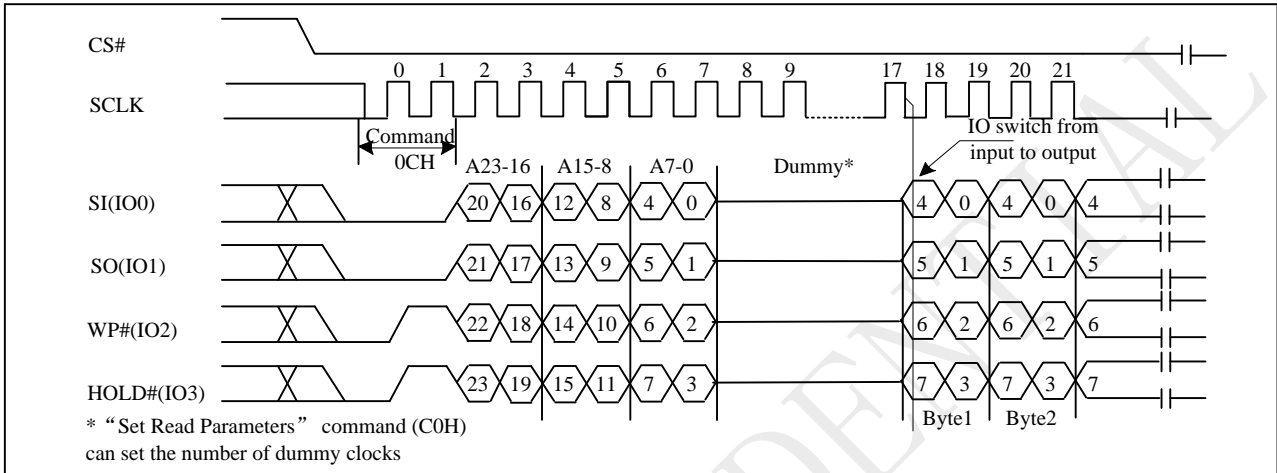 CS#
0 1 2 3 4 5 6 7 8 9 17 18 19 20 21
SCLK
Command
0CH
IO switch from
input to output
A23-16 A15-8 A7-0 Dummy*
SI(IO0) 20 16 12 8 4 0 4 0 4 0 4
SO(IO1) 21 17 13 9 5 1 5 1 5 1 5
WP#(IO2) 22 18 14 10 6 2 6 2 6 2 6
HOLD#(IO3) 23 19 15 11 7 3 7 3 7 3 7
Byte1 Byte2
* “Set Read Parameters” command (C0H)
can set the number of dummy clocks
DENTIAL